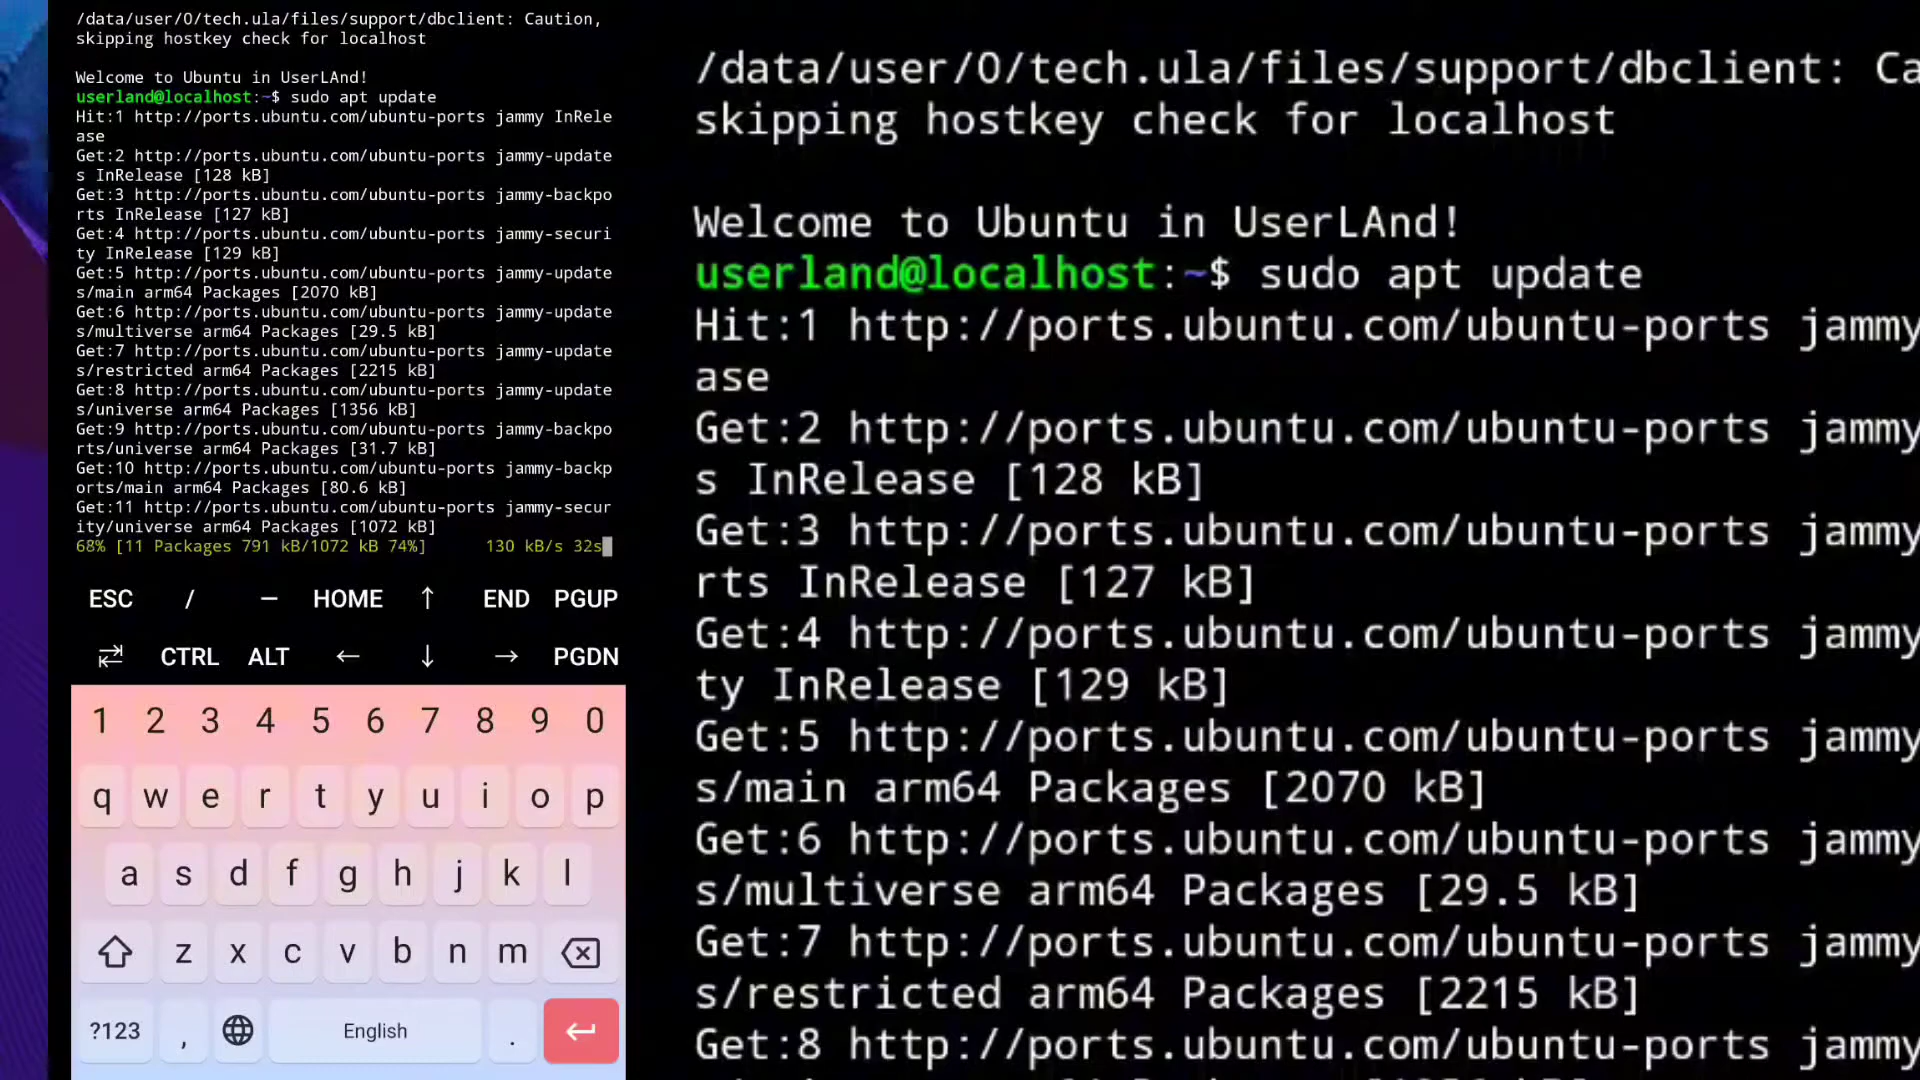 /data/user/0/tech.ula/files/support/dbclient: Caution,
skipping hostkey check for localhost
Welcome to Ubuntu in UserLAnd!
userland@localhost:~$ sudo apt update
Hit:1 http://ports.ubuntu.com/ubuntu-ports jammy InRele
ase
Get:2 http://ports.ubuntu.com/ubuntu-ports jammy-update
s InRelease [128 kB]
Get:3 http://ports.ubuntu.com/ubuntu-ports jammy-backpo
rts InRelease [127 kB]
Get:4 http://ports.ubuntu.com/ubuntu-ports jammy-securi
ty InRelease [129 kB]
Get:5 http://ports.ubuntu.com/ubuntu-ports jammy-update
s/main arm64 Packages [2070 kB]
Get:6 http://ports.ubuntu.com/ubuntu-ports jammy-update
s/multiverse arm64 Packages [29.5 kB]
Get:7 http://ports.ubuntu.com/ubuntu-ports jammy-update
s/restricted arm64 Packages [2215 kB]
Get:8 http://ports.ubuntu.com/ubuntu-ports jammy-update
s/universe arm64 Packages [1356 kB]
Get:9 http://ports.ubuntu.com/ubuntu-ports jammy-backpo
rts/universe arm64 Packages [31.7 kB]
Get:10 http://ports.ubuntu.com/ubuntu-ports jammy-backp
orts/main arm64 Packages [80.6 kB]
Get:11 http://ports.ubuntu.com/ubuntu-ports jammy-secur
ity/universe arm64 Packages [1072 kB]
68% [11 Packages 791 kB/1072 kB 74%] 130 kB/s 32s
ESC / — HOME ↑ END PGUP
⇄ CTRL ALT ← ↓ → PGDN
1 2 3 4 5 6 7 8 9 0
q w e r t y u i o p
a s d f g h j k l
z x c v b n m
?123 , English .
/data/user/0/tech.ula/files/support/dbclient: Ca
skipping hostkey check for localhost
Welcome to Ubuntu in UserLAnd!
userland@localhost:~$ sudo apt update
Hit:1 http://ports.ubuntu.com/ubuntu-ports jammy
ase
Get:2 http://ports.ubuntu.com/ubuntu-ports jammy
s InRelease [128 kB]
Get:3 http://ports.ubuntu.com/ubuntu-ports jammy
rts InRelease [127 kB]
Get:4 http://ports.ubuntu.com/ubuntu-ports jammy
ty InRelease [129 kB]
Get:5 http://ports.ubuntu.com/ubuntu-ports jammy
s/main arm64 Packages [2070 kB]
Get:6 http://ports.ubuntu.com/ubuntu-ports jammy
s/multiverse arm64 Packages [29.5 kB]
Get:7 http://ports.ubuntu.com/ubuntu-ports jammy
s/restricted arm64 Packages [2215 kB]
Get:8 http://ports.ubuntu.com/ubuntu-ports jammy